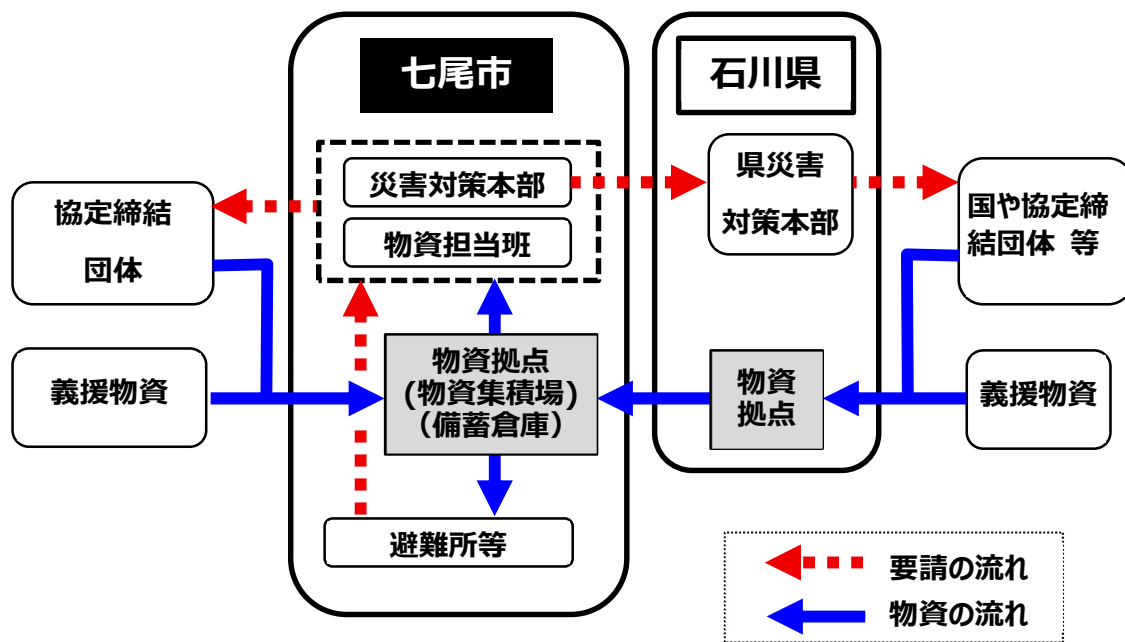 七尾市
石川県
災害対策本部
物資担当班
県災害
対策本部
協定締結
団体
国や協定締
結団体 等
義援物資
物資拠点
(物資集積場)
（備蓄倉庫）
物資
拠点
義援物資
避難所等
要請の流れ
物資の流れ